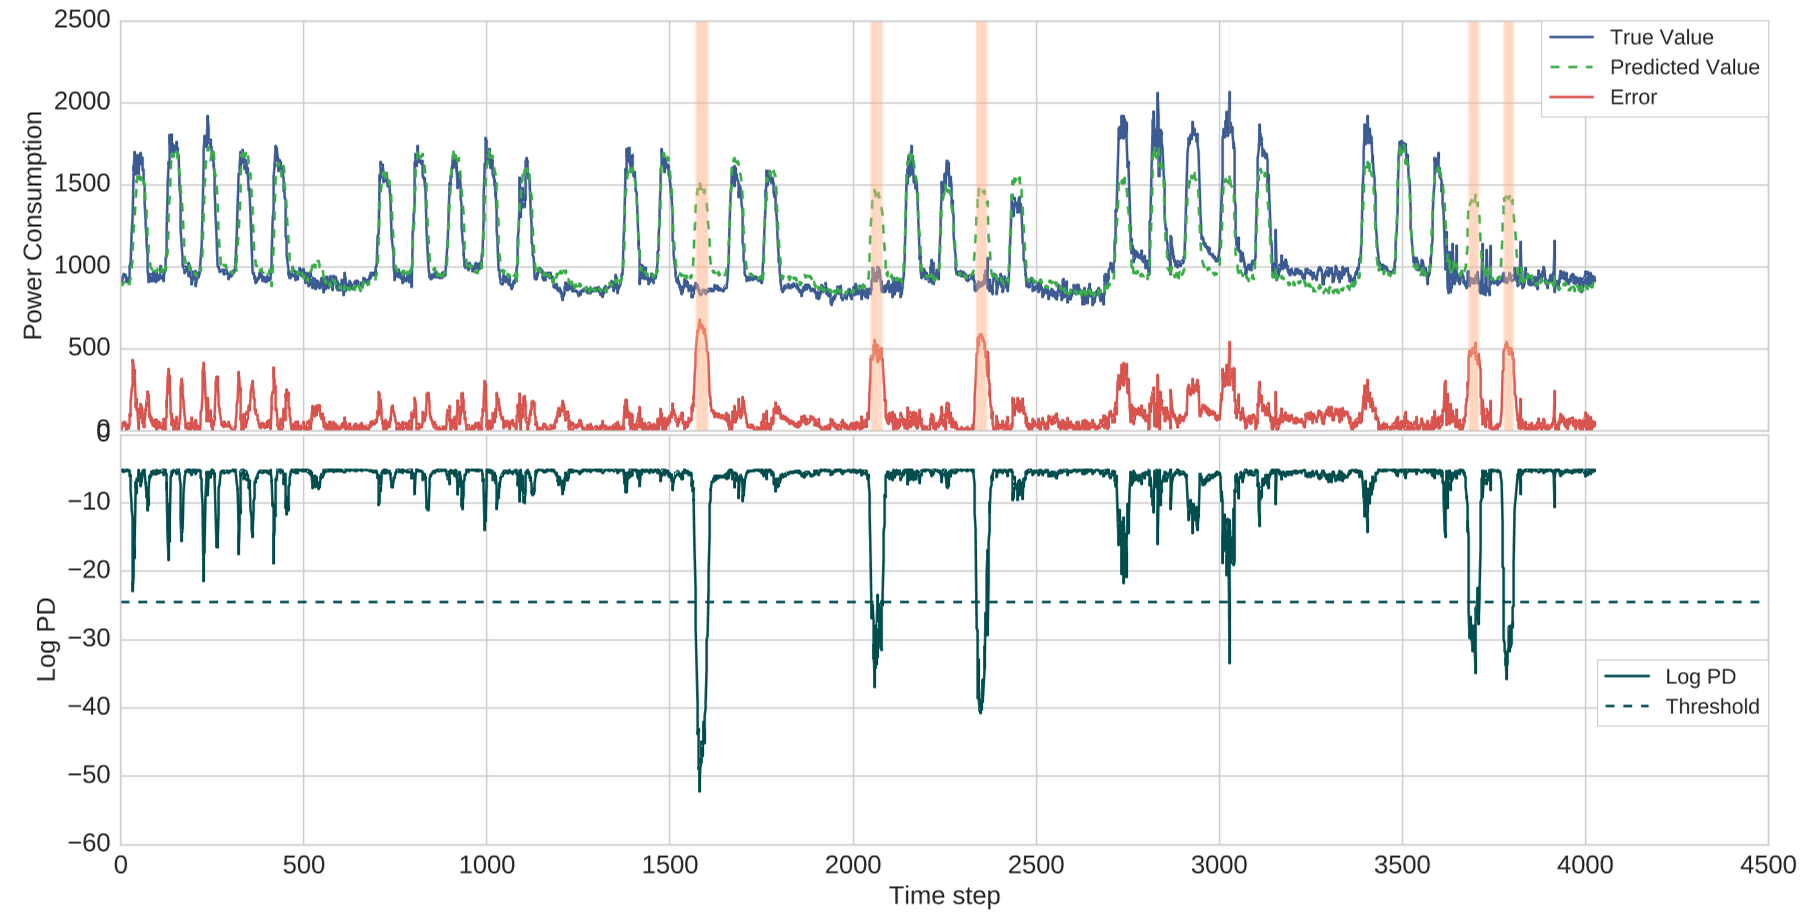 2500
2000
1500
1000
500
0
Power Consumption
True Value
Predicted Value
Error
0
−10
−20
−30
−40
−50
−60
Log PD
Log PD
Threshold
0 500 1000 1500 2000 2500 3000 3500 4000 4500
Time step